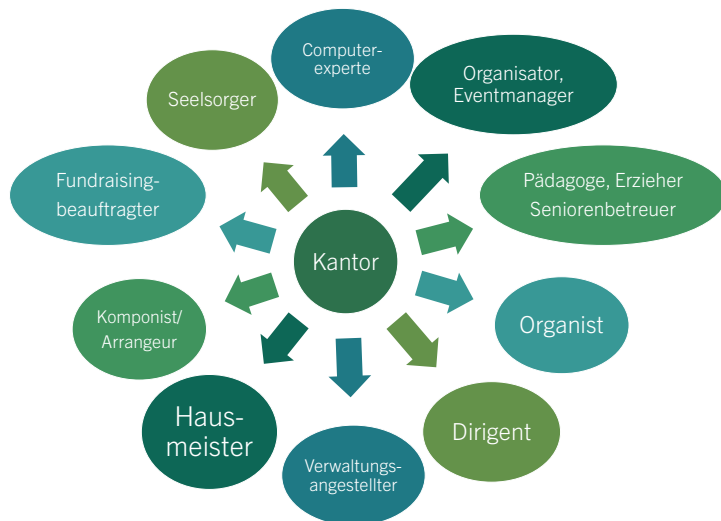 Computer-
experte
Organisator,
Eventmanager
Seelsorger
Fundraising-
beauftragter
Pädagoge, Erzieher
Seniorenbetreuer
Kantor
Komponist/
Arrangeur
Organist
Haus-
meister
Dirigent
Verwaltungs-
angestellter